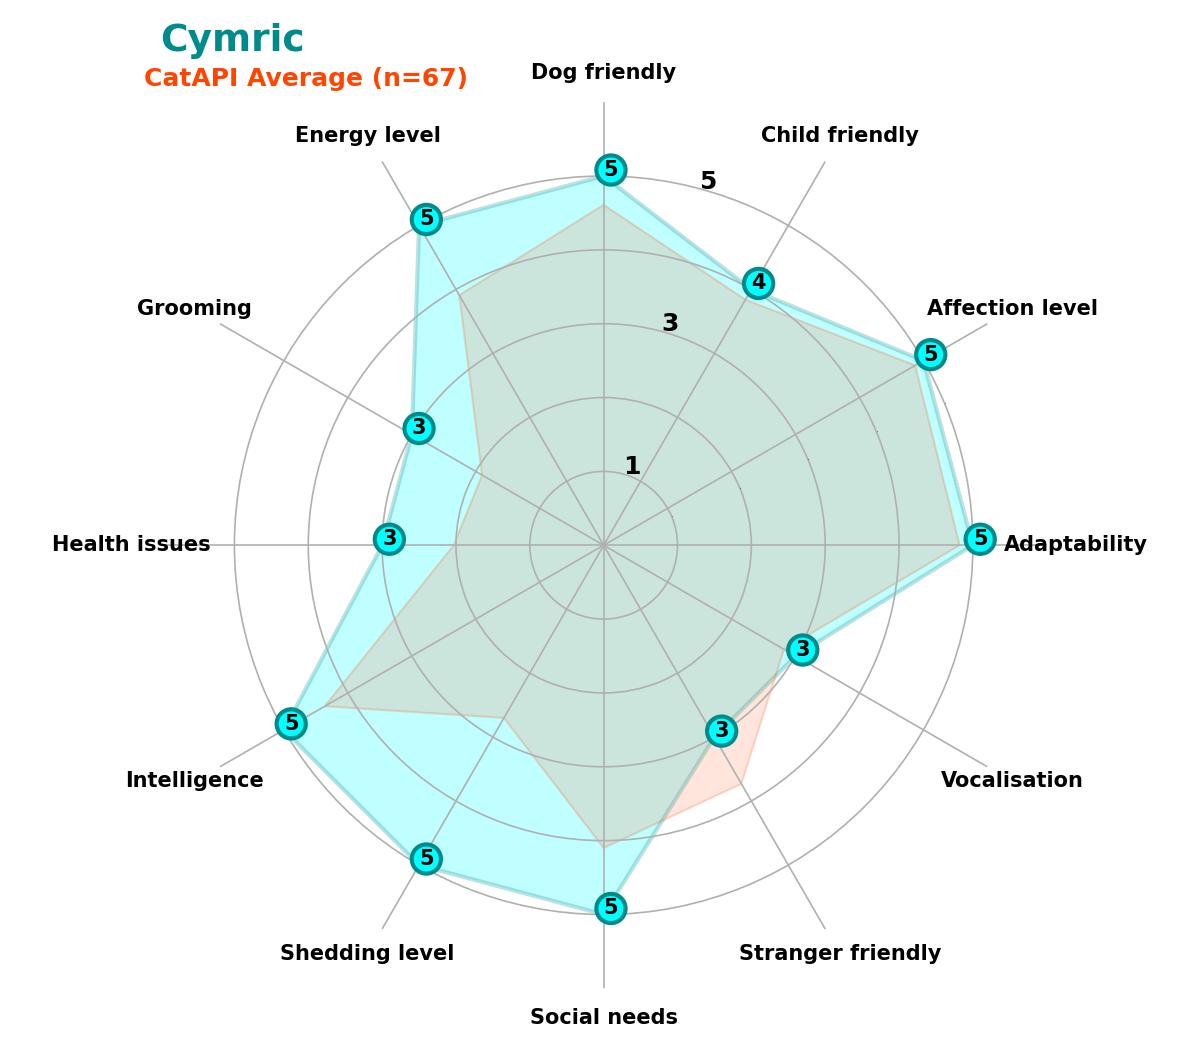 Cymric
CatAPI Average (n=67)
Dog friendly
Energy level
Child friendly
5
5
5
4
Grooming
Affection level
3
5
3
1
Health issues
3
5
Adaptability
3
5
3
Intelligence
Vocalisation
5
5
Shedding level
Stranger friendly
Social needs